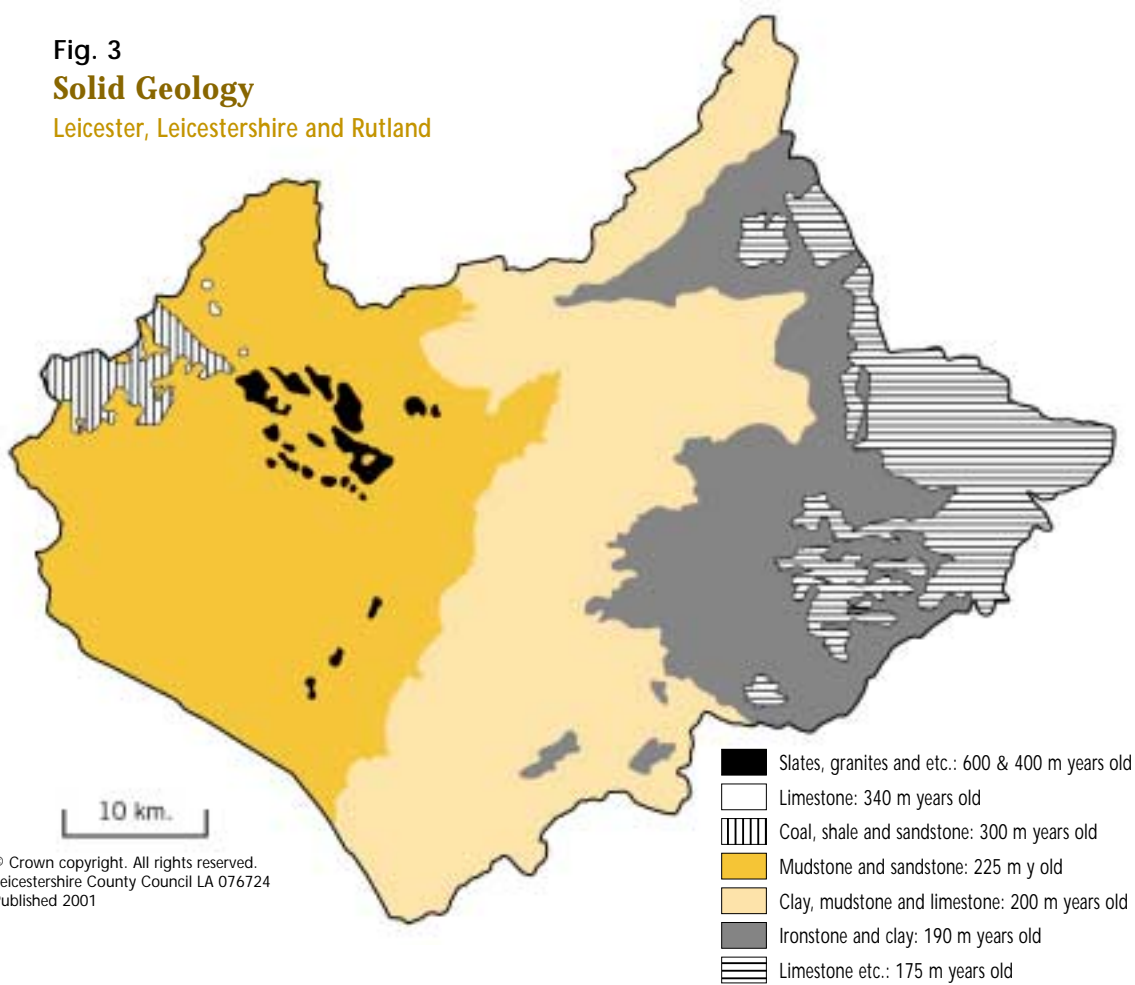 Fig. 3
Solid Geology
Leicester, Leicestershire and Rutland
10 km.
© Crown copyright. All rights reserved.
eicestershire County Council LA 076724
ublished 2001
Slates, granites and etc.: 600 & 400 m years old
Limestone: 340 m years old
Coal, shale and sandstone: 300 m years old
Mudstone and sandstone: 225 m y old
Clay, mudstone and limestone: 200 m years old
Ironstone and clay: 190 m years old
Limestone etc.: 175 m years old